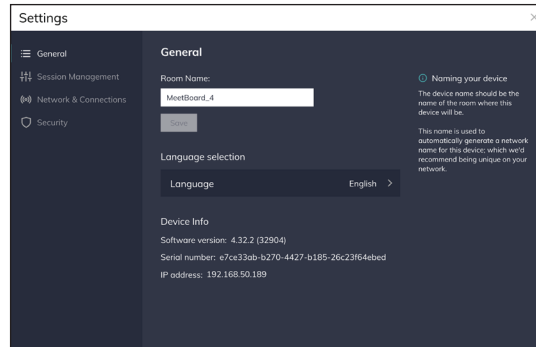 Settings
General
Session Management
Network & Connections
Security
General
Room Name:
MeetBoard_4
Save
Language selection
Language English
Device Info
Software version: 4.32.2 (32904)
Serial number: e7ce33ab-b270-4427-b185-26c23f64ebed
IP address: 192.168.50.189
Naming your device
The device name should be the
name of the room where this
device will be.
This name is used to
automatically generate a network
name for this device; which we'd
recommend being unique on your
network.